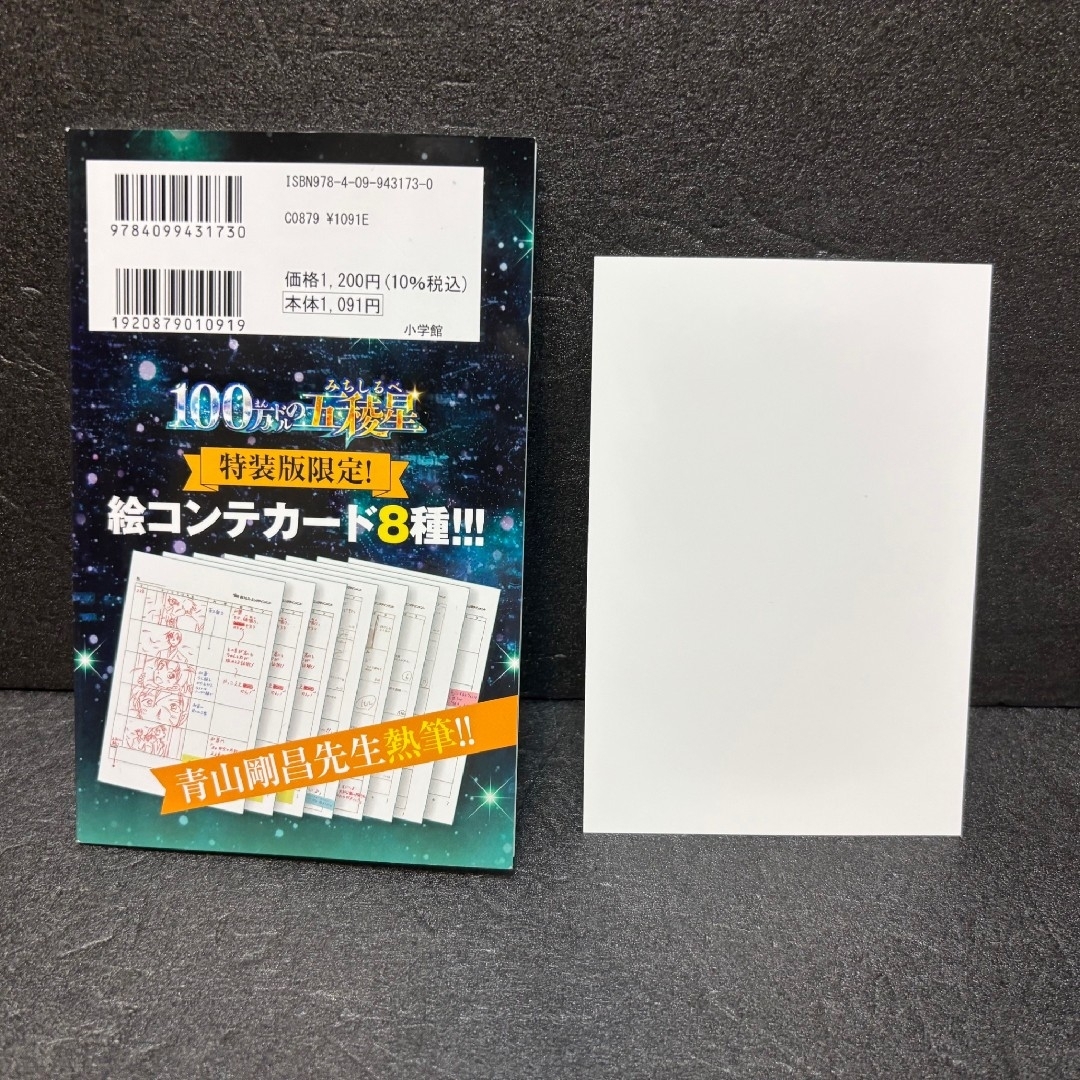 ISBN978-4-09-943173-0
C0879 ¥1091E
9784099431730
価格1,200円(10%税込)
本体1,091円
1920879010919
小学館
みちしるべ
100万ドルの五稜星
まん
特装版限定!
絵コンテカード8種!!!
青山剛昌先生熱筆!!